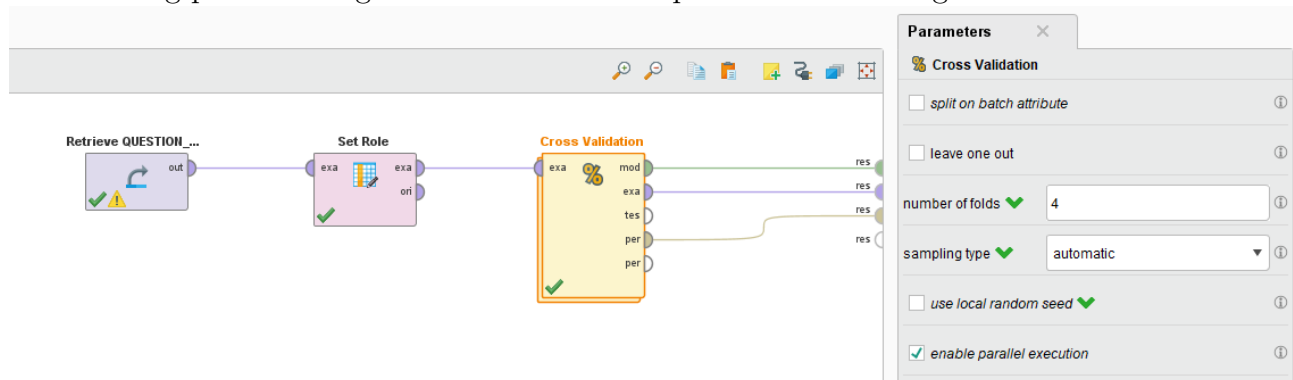 Parameters
% Cross Validation
split on batch attribute
leave one out
number of folds 4
sampling type automatic
use local random seed
enable parallel execution
Retrieve QUESTION_...
out
Set Role
exa exa
ori
Cross Validation
exa % mod
exa
tes
per
per
res
res
res
res